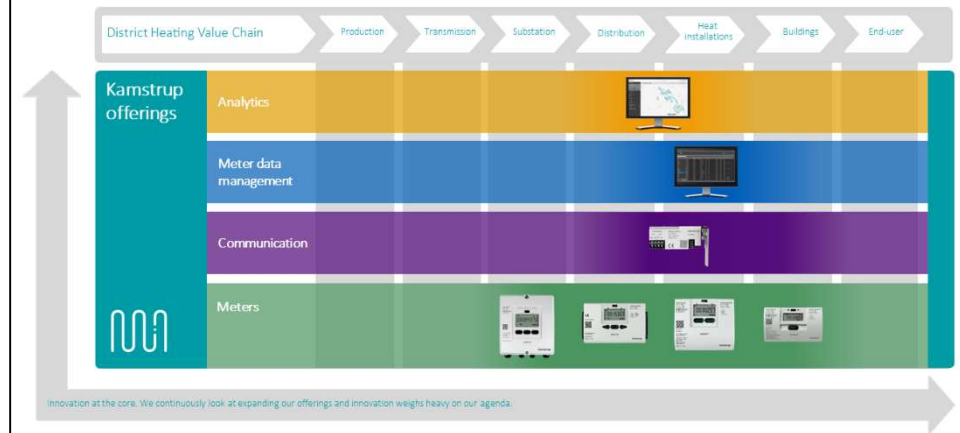 District Heating Value Chain
Production
Transmission
Substation
Distribution
Heat
installations
Buildings
End-user
Kamstrup
offerings
Analytics
Meter data
management
Communication
Meters
Innovation at the core. We continuously look at expanding our offerings and innovation weighs heavy on our agenda.